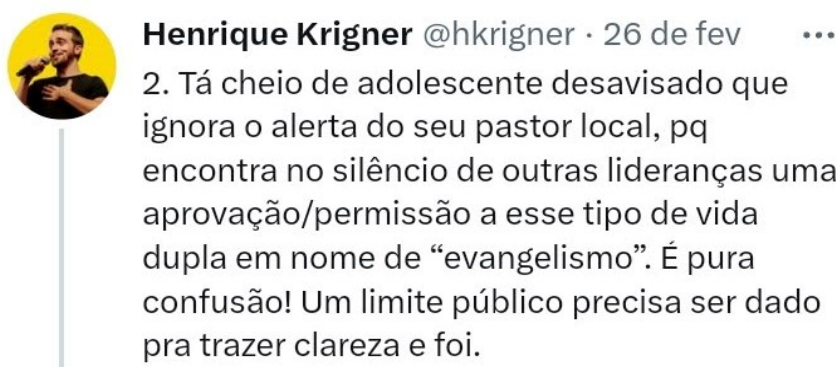 Henrique Krigner @hkrigner · 26 de fev
2. Tá cheio de adolescente desavisado que
ignora o alerta do seu pastor local, pq
encontra no silêncio de outras lideranças uma
aprovação/permissão a esse tipo de vida
dupla em nome de “evangelismo”. É pura
confusão! Um limite público precisa ser dado
pra trazer clareza e foi.